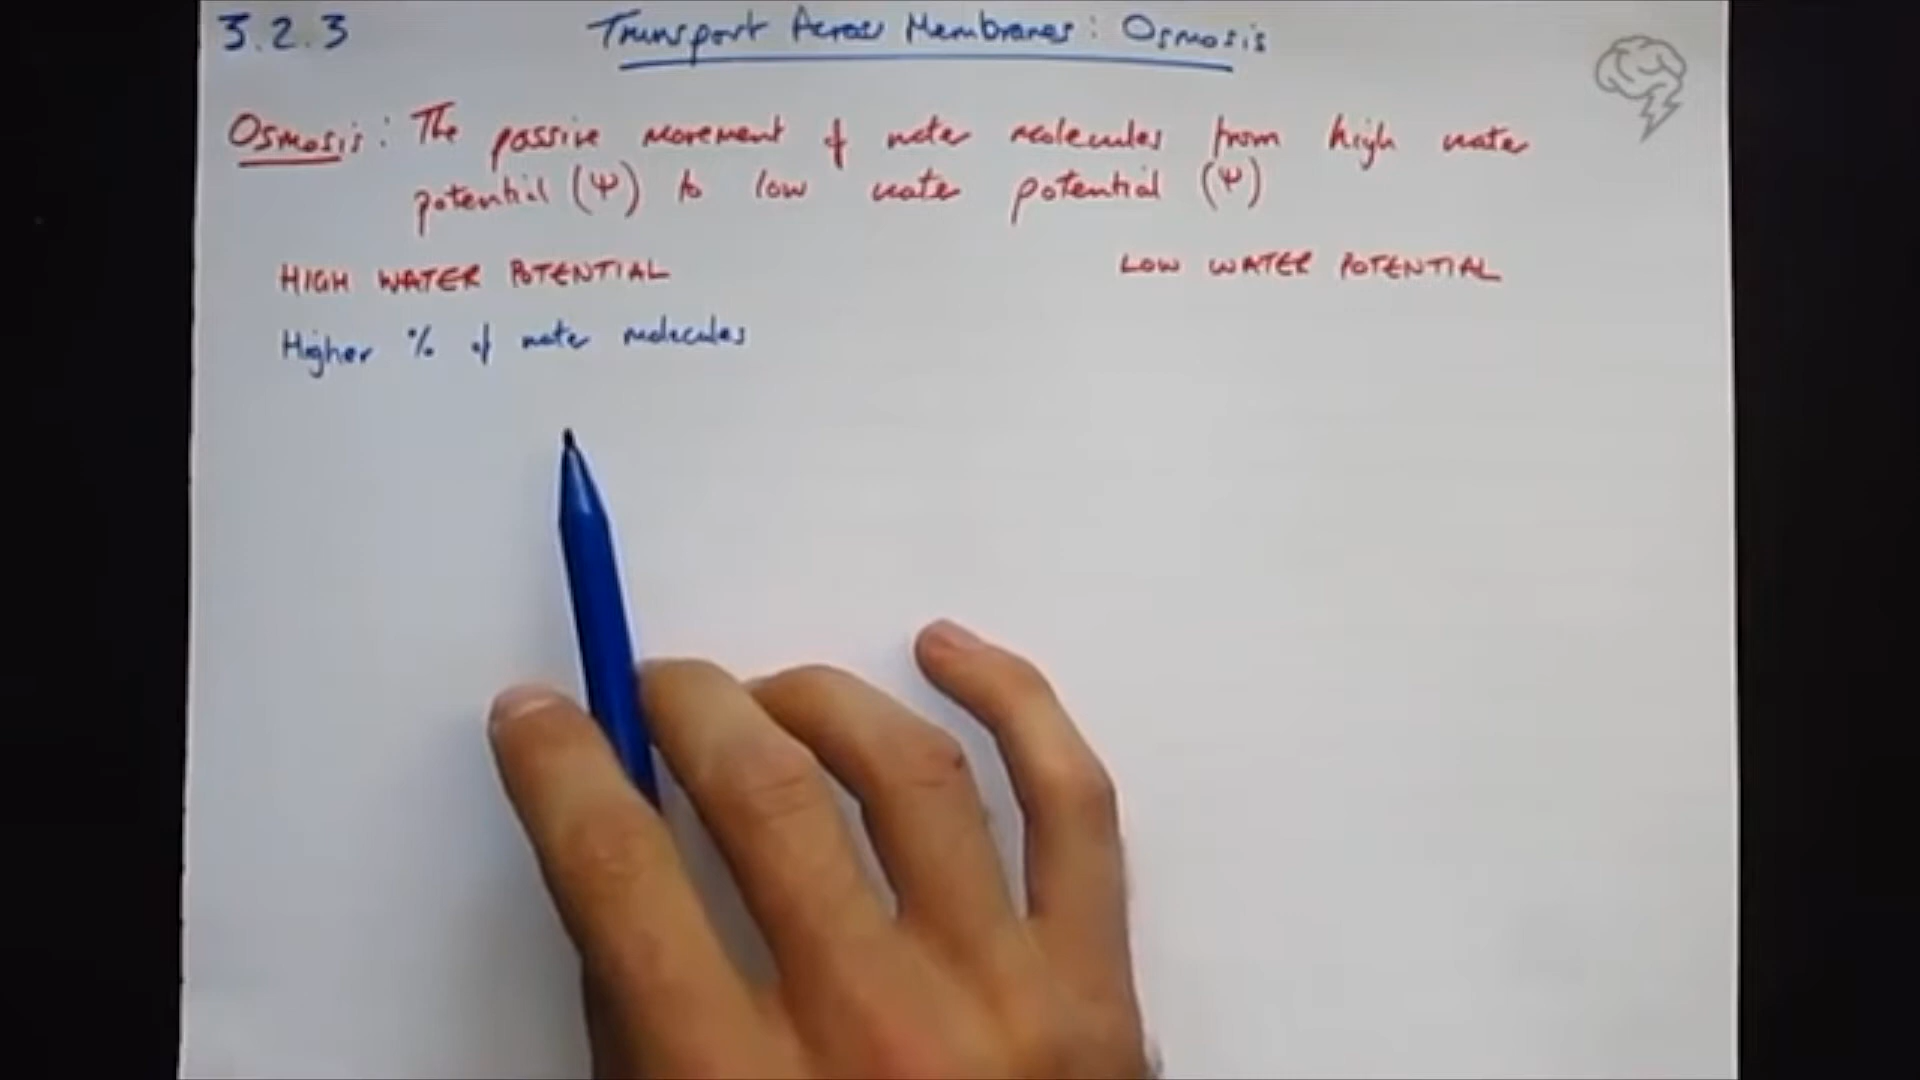 3.2.3 Transport Across Membranes: Osmosis
Osmosis: The passive movement of water molecules from high water
potential (Ψ) to low water potential (Ψ)
HIGH WATER POTENTIAL LOW WATER POTENTIAL
Higher % of water molecules